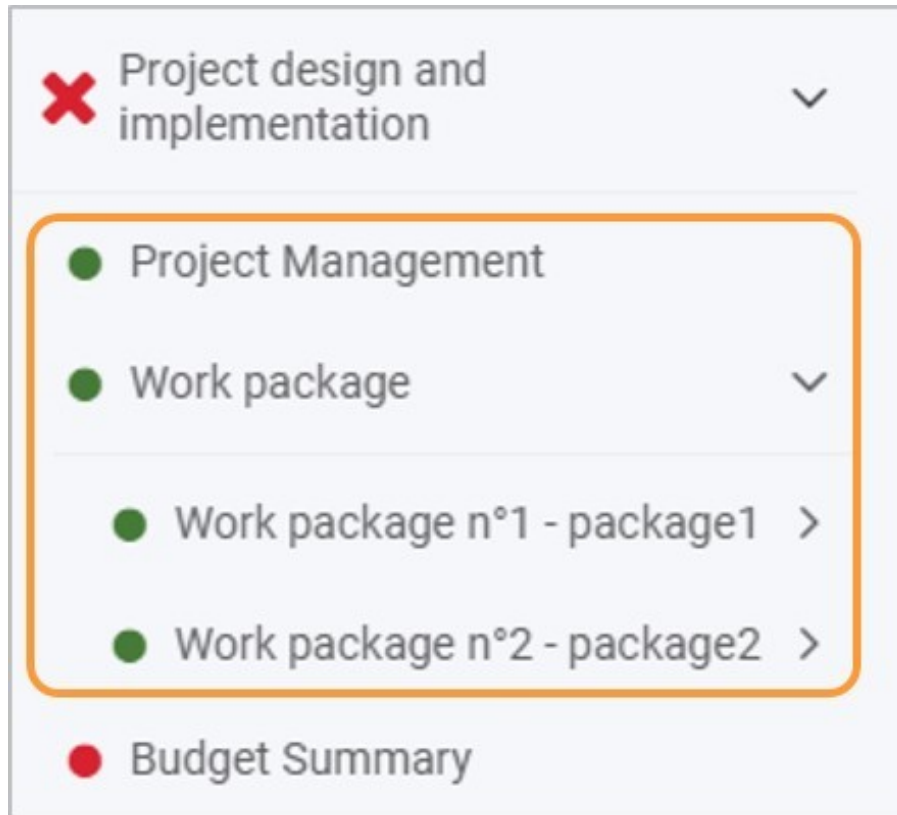 Project design and
implementation
Project Management
Work package
Work package n°1 - package1
Work package n°2 - package2
Budget Summary